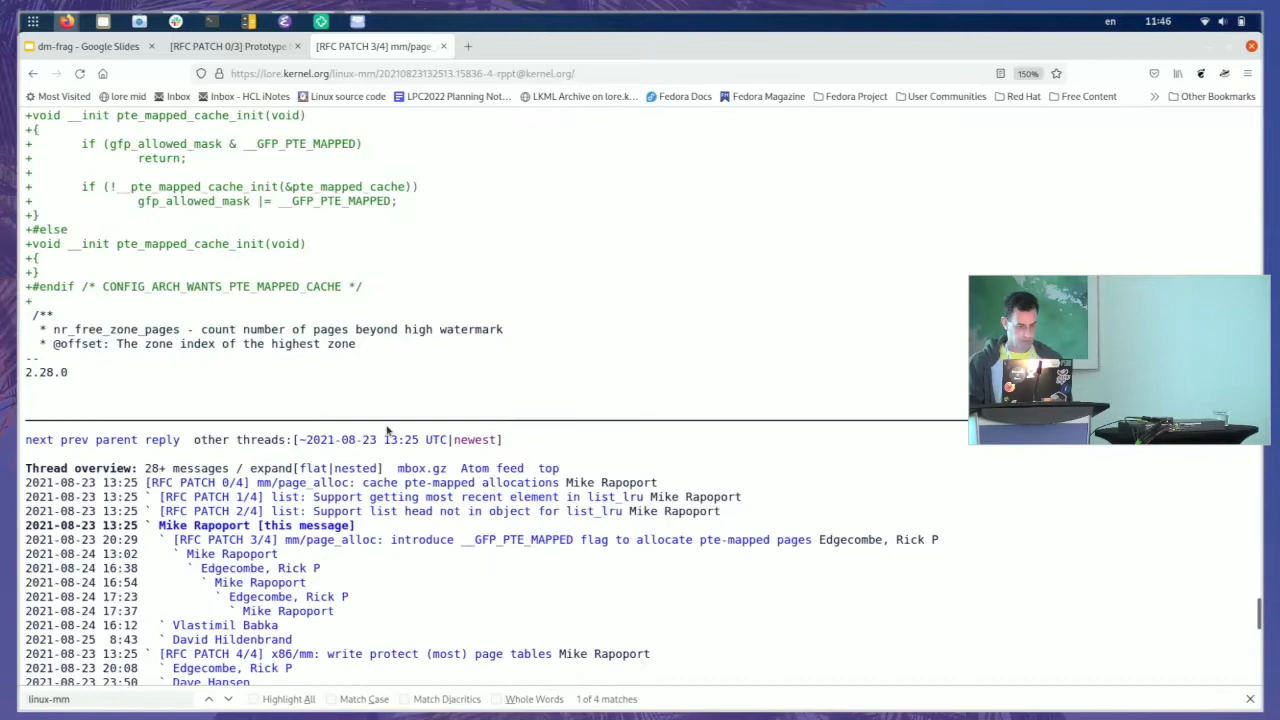 en 11:46
dm-frag - Google Slides × [RFC PATCH 0/3] Prototype × [RFC PATCH 3/4] mm/page_ × +
https://lore.kernel.org/linux-mm/20210823132513.15836-4-rppt@kernel.org/ 150%
Most Visited lore mid Inbox Inbox - HCL iNotes Linux source code LPC2022 Planning Not… LKML Archive on lore.k… Fedora Docs Fedora Magazine Fedora Project User Communities Red Hat Free Content Other Bookmarks
+void __init pte_mapped_cache_init(void)
+{
+ if (gfp_allowed_mask & __GFP_PTE_MAPPED)
+ return;
+
+ if (!__pte_mapped_cache_init(&pte_mapped_cache))
+ gfp_allowed_mask |= __GFP_PTE_MAPPED;
+}
+#else
+void __init pte_mapped_cache_init(void)
+{
+}
+#endif /* CONFIG_ARCH_WANTS_PTE_MAPPED_CACHE */
+
/**
* nr_free_zone_pages - count number of pages beyond high watermark
* @offset: The zone index of the highest zone
--
2.28.0
next prev parent reply other threads:[~2021-08-23 13:25 UTC|newest]
Thread overview: 28+ messages / expand[flat|nested] mbox.gz Atom feed top
2021-08-23 13:25 [RFC PATCH 0/4] mm/page_alloc: cache pte-mapped allocations Mike Rapoport
2021-08-23 13:25 ` [RFC PATCH 1/4] list: Support getting most recent element in list_lru Mike Rapoport
2021-08-23 13:25 ` [RFC PATCH 2/4] list: Support list head not in object for list_lru Mike Rapoport
2021-08-23 13:25 ` Mike Rapoport [this message]
2021-08-23 20:29 ` [RFC PATCH 3/4] mm/page_alloc: introduce __GFP_PTE_MAPPED flag to allocate pte-mapped pages Edgecombe, Rick P
2021-08-24 13:02 ` Mike Rapoport
2021-08-24 16:38 ` Edgecombe, Rick P
2021-08-24 16:54 ` Mike Rapoport
2021-08-24 17:23 ` Edgecombe, Rick P
2021-08-24 17:37 ` Mike Rapoport
2021-08-24 16:12 ` Vlastimil Babka
2021-08-25 8:43 ` David Hildenbrand
2021-08-23 13:25 ` [RFC PATCH 4/4] x86/mm: write protect (most) page tables Mike Rapoport
2021-08-23 20:08 ` Edgecombe, Rick P
2021-08-23 23:50 ` Dave Hansen
linux-mm Highlight All Match Case Match Diacritics Whole Words 1 of 4 matches